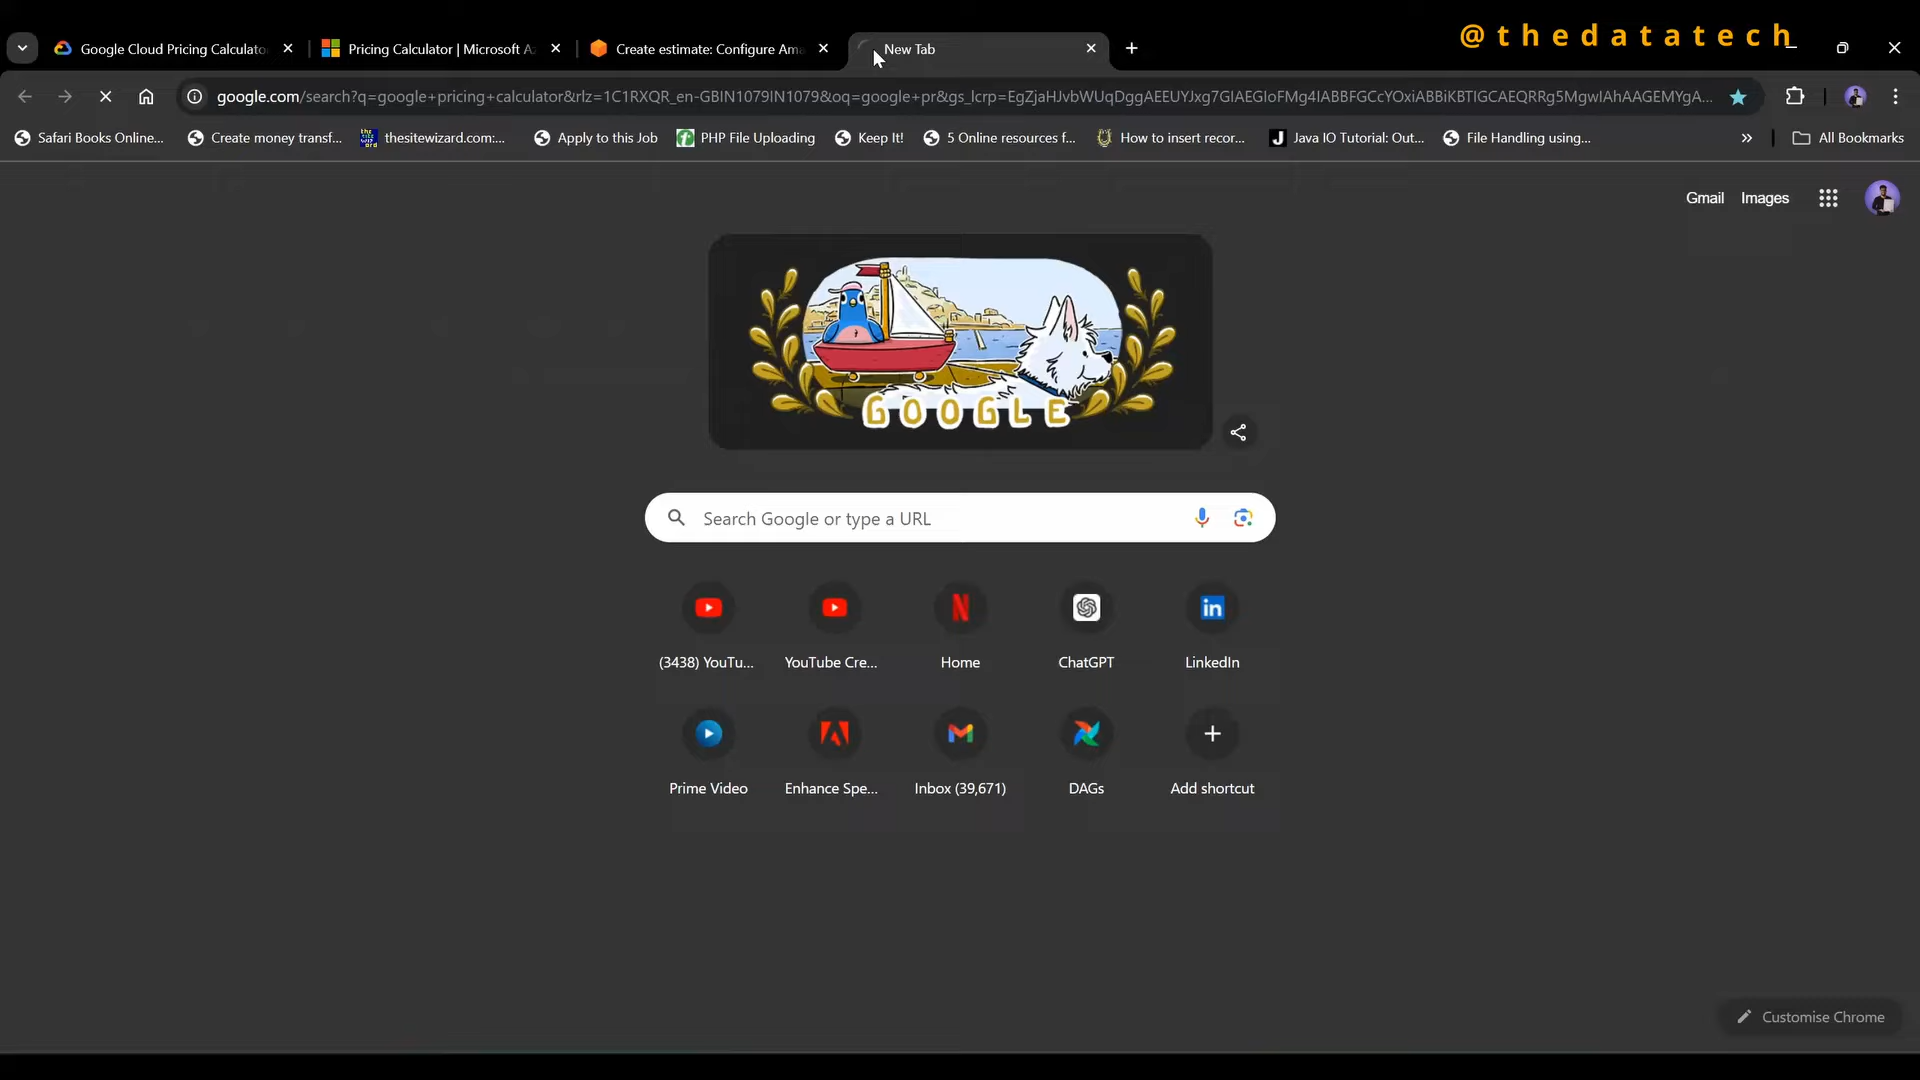 @thedatatech
Google Cloud Pricing Calculato
Pricing Calculator | Microsoft A
Create estimate: Configure Ama
New Tab
google.com/search?q=google+pricing+calculator&rlz=1C1RXQR_en-GBIN1079IN1079&oq=google+pr&gs_lcrp=EgZjaHJvbWUqDggAEEUYJxg7GIAEGIoFMg4IABBFGCcYOxiABBiKBTIGCAEQRRg5MgwIAhAAGEMYgA...
Safari Books Online...
Create money transf...
thesitewizard.com:...
Apply to this Job
PHP File Uploading
Keep It!
5 Online resources f...
How to insert recor...
Java IO Tutorial: Out...
File Handling using...
All Bookmarks
Gmail
Images
GOOGLE
Search Google or type a URL
(3438) YouTu...
YouTube Cre...
Home
ChatGPT
LinkedIn
Prime Video
Enhance Spe...
Inbox (39,671)
DAGs
Add shortcut
Customise Chrome